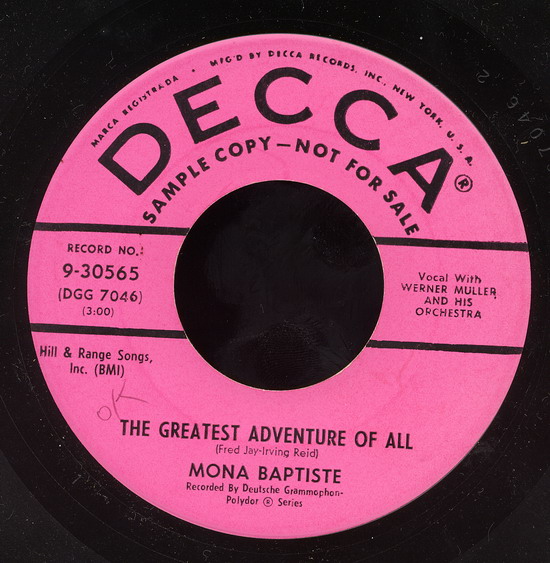 MARCA REGISTRADA • MFG'D BY DECCA RECORDS, INC., NEW YORK, U. S. A.
DECCA®
SAMPLE COPY—NOT FOR SALE
RECORD NO.:
9-30565
(DGG 7046)
(3:00)
Vocal With
WERNER MULLER
AND HIS
ORCHESTRA
Hill & Range Songs,
Inc. (BMI)
OK
THE GREATEST ADVENTURE OF ALL
(Fred Jay-Irving Reid)
MONA BAPTISTE
Recorded By Deutsche Grammophon-
Polydor ® Series